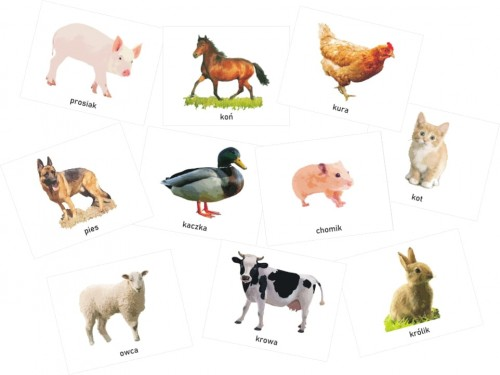 prosiak
koń
kura
pies
kaczka
chomik
kot
owca
krowa
królik